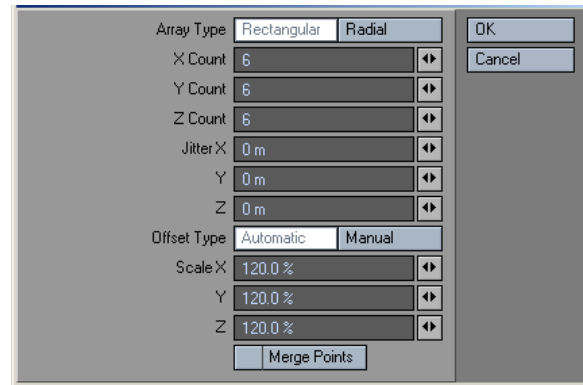 Array Type Rectangular Radial OK
X Count 6 Cancel
Y Count 6
Z Count 6
Jitter X 0 m
Y 0 m
Z 0 m
Offset Type Automatic Manual
Scale X 120.0 %
Y 120.0 %
Z 120.0 %
Merge Points